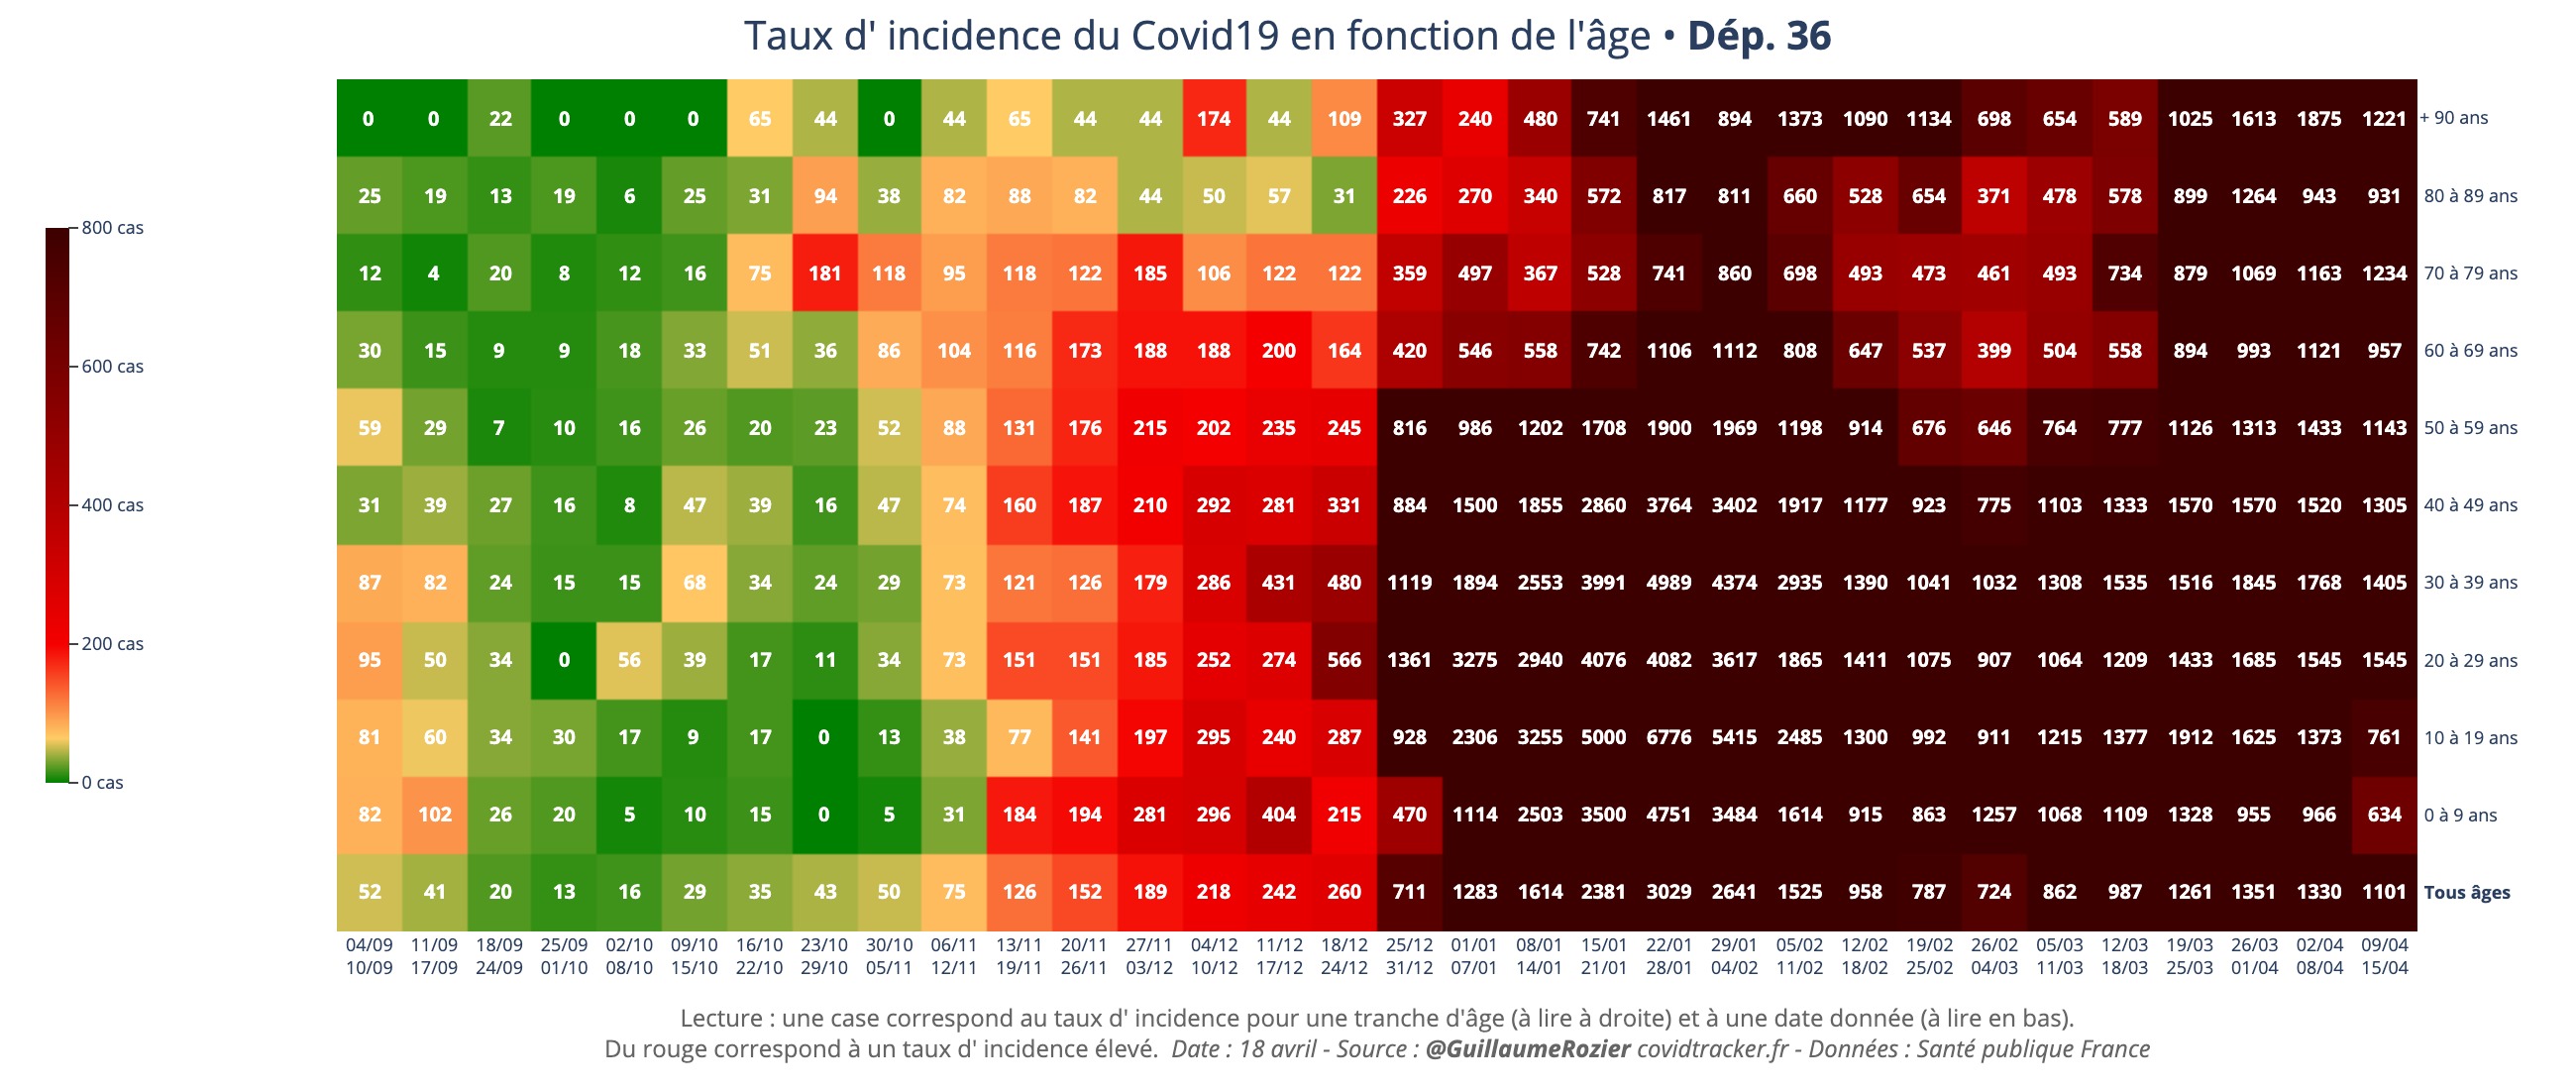 Taux d' incidence du Covid19 en fonction de l'âge • Dép. 36
0 0 22 0 0 0 65 44 0 44 65 44 44 174 44 109 327 240 480 741 1461 894 1373 1090 1134 698 654 589 1025 1613 1875 1221 + 90 ans
25 19 13 19 6 25 31 94 38 82 88 82 44 50 57 31 226 270 340 572 817 811 660 528 654 371 478 578 899 1264 943 931 80 à 89 ans
800 cas
12 4 20 8 12 16 75 181 118 95 118 122 185 106 122 122 359 497 367 528 741 860 698 493 473 461 493 734 879 1069 1163 1234 70 à 79 ans
30 15 9 9 18 33 51 36 86 104 116 173 188 188 200 164 420 546 558 742 1106 1112 808 647 537 399 504 558 894 993 1121 957 60 à 69 ans
600 cas
59 29 7 10 16 26 20 23 52 88 131 176 215 202 235 245 816 986 1202 1708 1900 1969 1198 914 676 646 764 777 1126 1313 1433 1143 50 à 59 ans
400 cas
31 39 27 16 8 47 39 16 47 74 160 187 210 292 281 331 884 1500 1855 2860 3764 3402 1917 1177 923 775 1103 1333 1570 1570 1520 1305 40 à 49 ans
87 82 24 15 15 68 34 24 29 73 121 126 179 286 431 480 1119 1894 2553 3991 4989 4374 2935 1390 1041 1032 1308 1535 1516 1845 1768 1405 30 à 39 ans
200 cas
95 50 34 0 56 39 17 11 34 73 151 151 185 252 274 566 1361 3275 2940 4076 4082 3617 1865 1411 1075 907 1064 1209 1433 1685 1545 1545 20 à 29 ans
81 60 34 30 17 9 17 0 13 38 77 141 197 295 240 287 928 2306 3255 5000 6776 5415 2485 1300 992 911 1215 1377 1912 1625 1373 761 10 à 19 ans
0 cas
82 102 26 20 5 10 15 0 5 31 184 194 281 296 404 215 470 1114 2503 3500 4751 3484 1614 915 863 1257 1068 1109 1328 955 966 634 0 à 9 ans
52 41 20 13 16 29 35 43 50 75 126 152 189 218 242 260 711 1283 1614 2381 3029 2641 1525 958 787 724 862 987 1261 1351 1330 1101 Tous âges
04/09 11/09 18/09 25/09 02/10 09/10 16/10 23/10 30/10 06/11 13/11 20/11 27/11 04/12 11/12 18/12 25/12 01/01 08/01 15/01 22/01 29/01 05/02 12/02 19/02 26/02 05/03 12/03 19/03 26/03 02/04 09/04
10/09 17/09 24/09 01/10 08/10 15/10 22/10 29/10 05/11 12/11 19/11 26/11 03/12 10/12 17/12 24/12 31/12 07/01 14/01 21/01 28/01 04/02 11/02 18/02 25/02 04/03 11/03 18/03 25/03 01/04 08/04 15/04
Lecture : une case correspond au taux d' incidence pour une tranche d'âge (à lire à droite) et à une date donnée (à lire en bas).
Du rouge correspond à un taux d' incidence élevé. Date : 18 avril - Source : @GuillaumeRozier covidtracker.fr - Données : Santé publique France